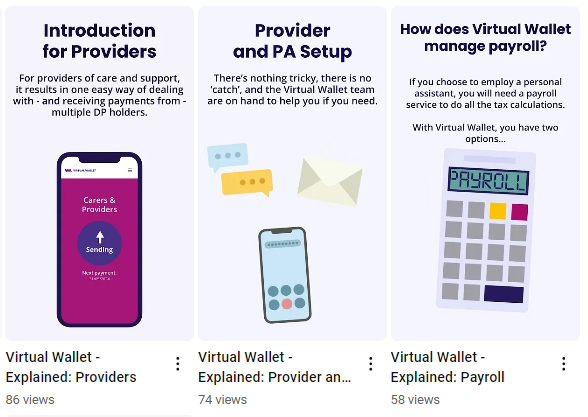 Introduction
for Providers
For providers of care and support,
it results in one easy way of dealing
with - and receiving payments from -
multiple DP holders.
VIRTUAL WALLET
Carers &
Providers
Sending
Next payment
Virtual Wallet -
Explained: Providers
86 views
Provider
and PA Setup
There's nothing tricky, there is no
'catch', and the Virtual Wallet team
are on hand to help you if you need.
Virtual Wallet -
Explained: Provider an...
74 views
How does Virtual Wallet
manage payroll?
If you choose to employ a personal
assistant, you will need a payroll
service to do all the tax calculations.
With Virtual Wallet, you have two
options...
PAYROLL
Virtual Wallet -
Explained: Payroll
58 views